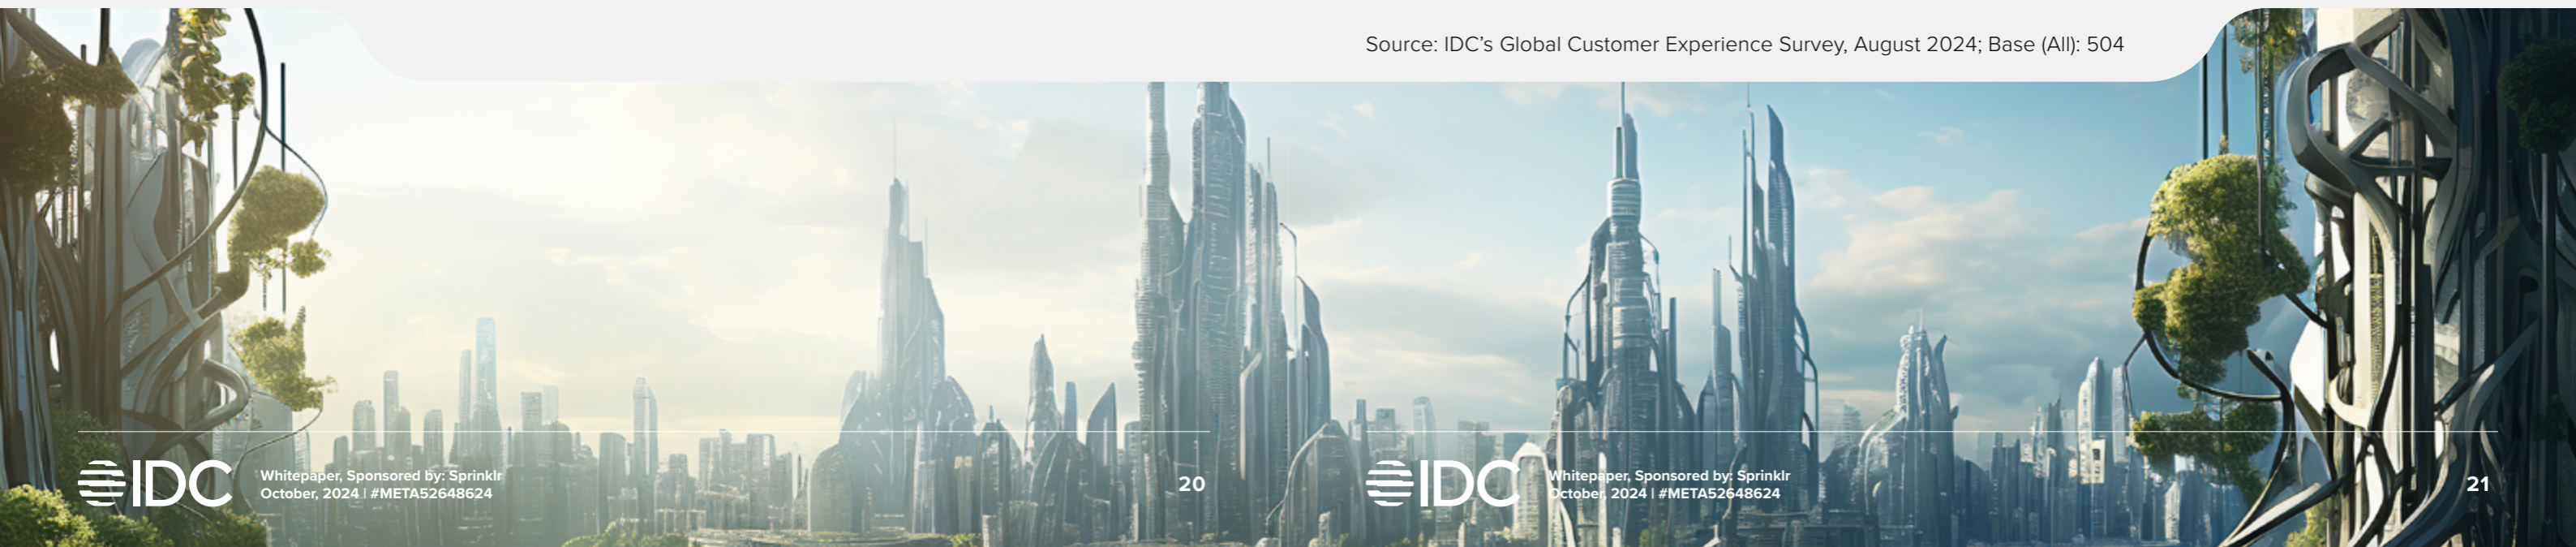 Source: IDC’s Global Customer Experience Survey, August 2024; Base (All): 504
IDC
Whitepaper, Sponsored by: Sprinklr
October, 2024 | #META52648624
20
IDC
Whitepaper, Sponsored by: Sprinklr
October, 2024 | #META52648624
21